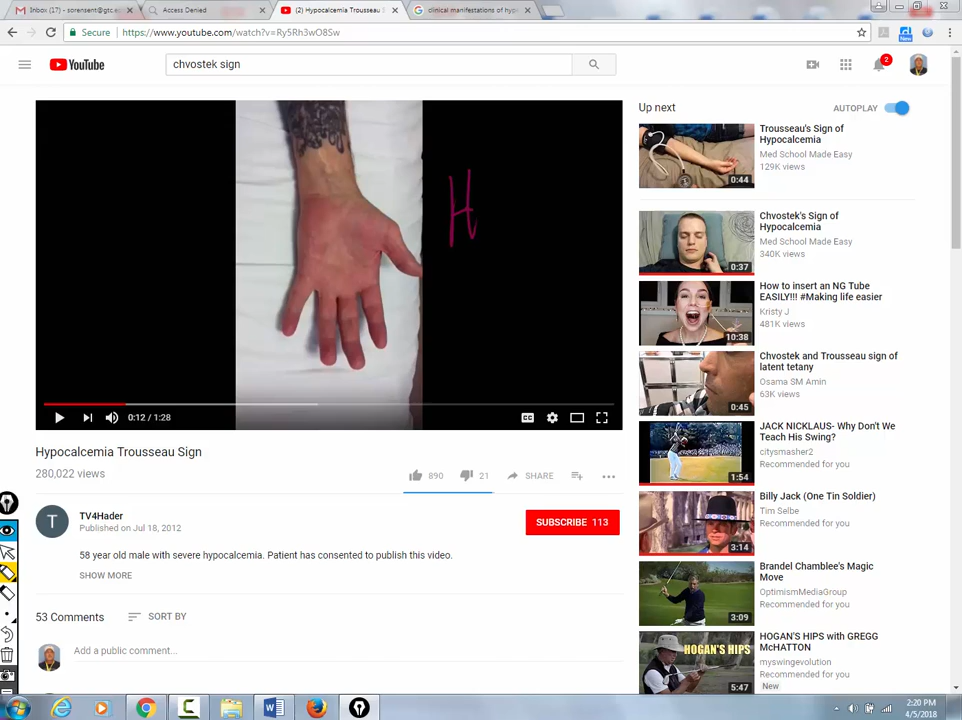 Inbox (17) - sorensent@gtc.e
Access Denied
(2) Hypocalcemia Trousseau S
clinical manifestations of hyp
Secure
https://www.youtube.com/watch?v=Ry5Rh3wO8Sw
New
YouTube
chvostek sign
2
H
0:12 / 1:28
CC
Hypocalcemia Trousseau Sign
280,022 views
890
21
SHARE
T
TV4Hader
Published on Jul 18, 2012
SUBSCRIBE 113
58 year old male with severe hypocalcemia. Patient has consented to publish this video.
SHOW MORE
53 Comments
SORT BY
Add a public comment...
Up next
AUTOPLAY
Trousseau's Sign of
Hypocalcemia
Med School Made Easy
129K views
0:44
Chvostek's Sign of
Hypocalcemia
Med School Made Easy
340K views
0:37
How to insert an NG Tube
EASILY!!! #Making life easier
Kristy J
481K views
10:38
Chvostek and Trousseau sign of
latent tetany
Osama SM Amin
63K views
0:45
JACK NICKLAUS- Why Don't We
Teach His Swing?
citysmasher2
Recommended for you
1:54
Billy Jack (One Tin Soldier)
Tim Selbe
Recommended for you
3:14
Brandel Chamblee's Magic
Move
OptimismMediaGroup
Recommended for you
3:09
HOGAN'S HIPS with GREGG
McHATTON
myswingevolution
Recommended for you
New
HOGAN'S HIPS
5:47
2:20 PM
4/5/2018